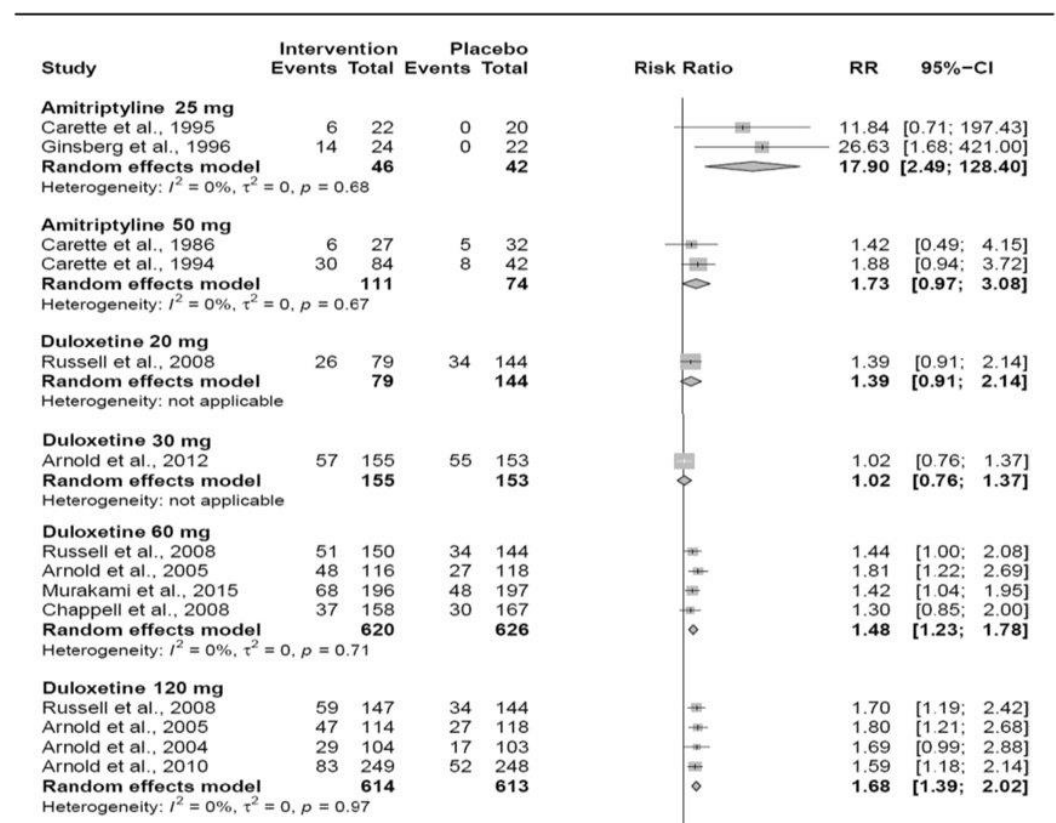 Intervention Placebo
Study Events Total Events Total Risk Ratio RR 95%−CI
Amitriptyline 25 mg
Carette et al., 1995 6 22 0 20 11.84 [0.71; 197.43]
Ginsberg et al., 1996 14 24 0 22 26.63 [1.68; 421.00]
Random effects model 46 42 17.90 [2.49; 128.40]
Heterogeneity: I² = 0%, τ² = 0, p = 0.68
Amitriptyline 50 mg
Carette et al., 1986 6 27 5 32 1.42 [0.49; 4.15]
Carette et al., 1994 30 84 8 42 1.88 [0.94; 3.72]
Random effects model 111 74 1.73 [0.97; 3.08]
Heterogeneity: I² = 0%, τ² = 0, p = 0.67
Duloxetine 20 mg
Russell et al., 2008 26 79 34 144 1.39 [0.91; 2.14]
Random effects model 79 144 1.39 [0.91; 2.14]
Heterogeneity: not applicable
Duloxetine 30 mg
Arnold et al., 2012 57 155 55 153 1.02 [0.76; 1.37]
Random effects model 155 153 1.02 [0.76; 1.37]
Heterogeneity: not applicable
Duloxetine 60 mg
Russell et al., 2008 51 150 34 144 1.44 [1.00; 2.08]
Arnold et al., 2005 48 116 27 118 1.81 [1.22; 2.69]
Murakami et al., 2015 68 196 48 197 1.42 [1.04; 1.95]
Chappell et al., 2008 37 158 30 167 1.30 [0.85; 2.00]
Random effects model 620 626 1.48 [1.23; 1.78]
Heterogeneity: I² = 0%, τ² = 0, p = 0.71
Duloxetine 120 mg
Russell et al., 2008 59 147 34 144 1.70 [1.19; 2.42]
Arnold et al., 2005 47 114 27 118 1.80 [1.21; 2.68]
Arnold et al., 2004 29 104 17 103 1.69 [0.99; 2.88]
Arnold et al., 2010 83 249 52 248 1.59 [1.18; 2.14]
Random effects model 614 613 1.68 [1.39; 2.02]
Heterogeneity: I² = 0%, τ² = 0, p = 0.97